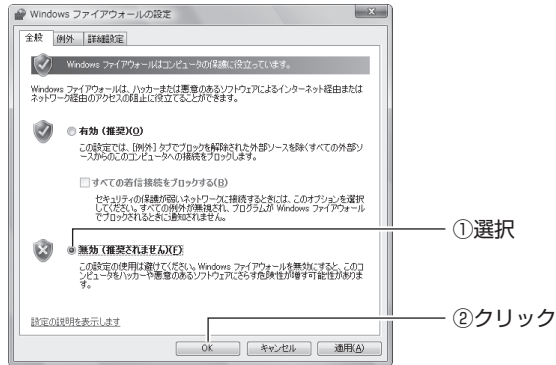 Windows ファイアウォールの設定
全般 例外 詳細設定
Windows ファイアウォールはコンピュータの保護に役立っています。
Windows ファイアウォールは、ハッカーまたは悪意のあるソフトウェアによるインターネット経由または
ネットワーク経由のアクセスの阻止に役立てることができます。
有効 (推奨)(O)
この設定では、[例外] タブでブロックを解除された外部ソースを除くすべての外部ソ
ースからのこのコンピュータへの接続をブロックします。
すべての着信接続をブロックする(B)
セキュリティの保護が弱いネットワークに接続するときには、このオプションを選択
してください。すべての例外が無視され、プログラムが Windows ファイアウォール
でブロックされるときに通知されません。
①選択
無効 (推奨されません)(F)
この設定の使用は避けてください。Windows ファイアウォールを無効にすると、このコ
ンピュータをハッカーや悪意のあるソフトウェアにさらす危険性が増す可能性がありま
す。
設定の説明を表示します
②クリック
OK キャンセル 適用(A)